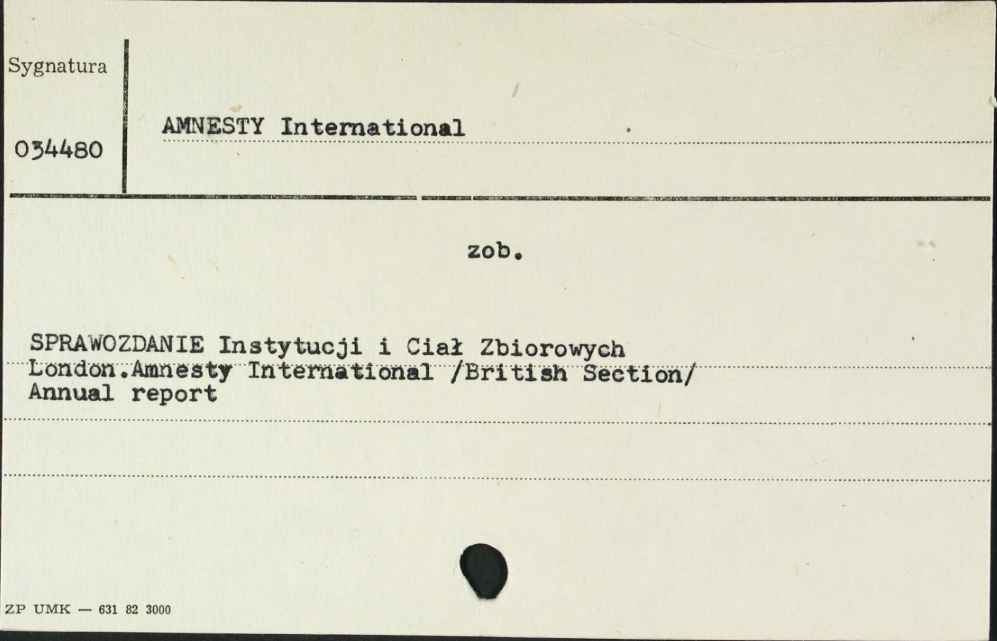 Sygnatura
034480
AMNESTY International
zob.
SPRAWOZDANIE Instytucji i Ciał Zbiorowych
London.Amnesty International /British Section/
Annual report
ZP UMK — 631 82 3000